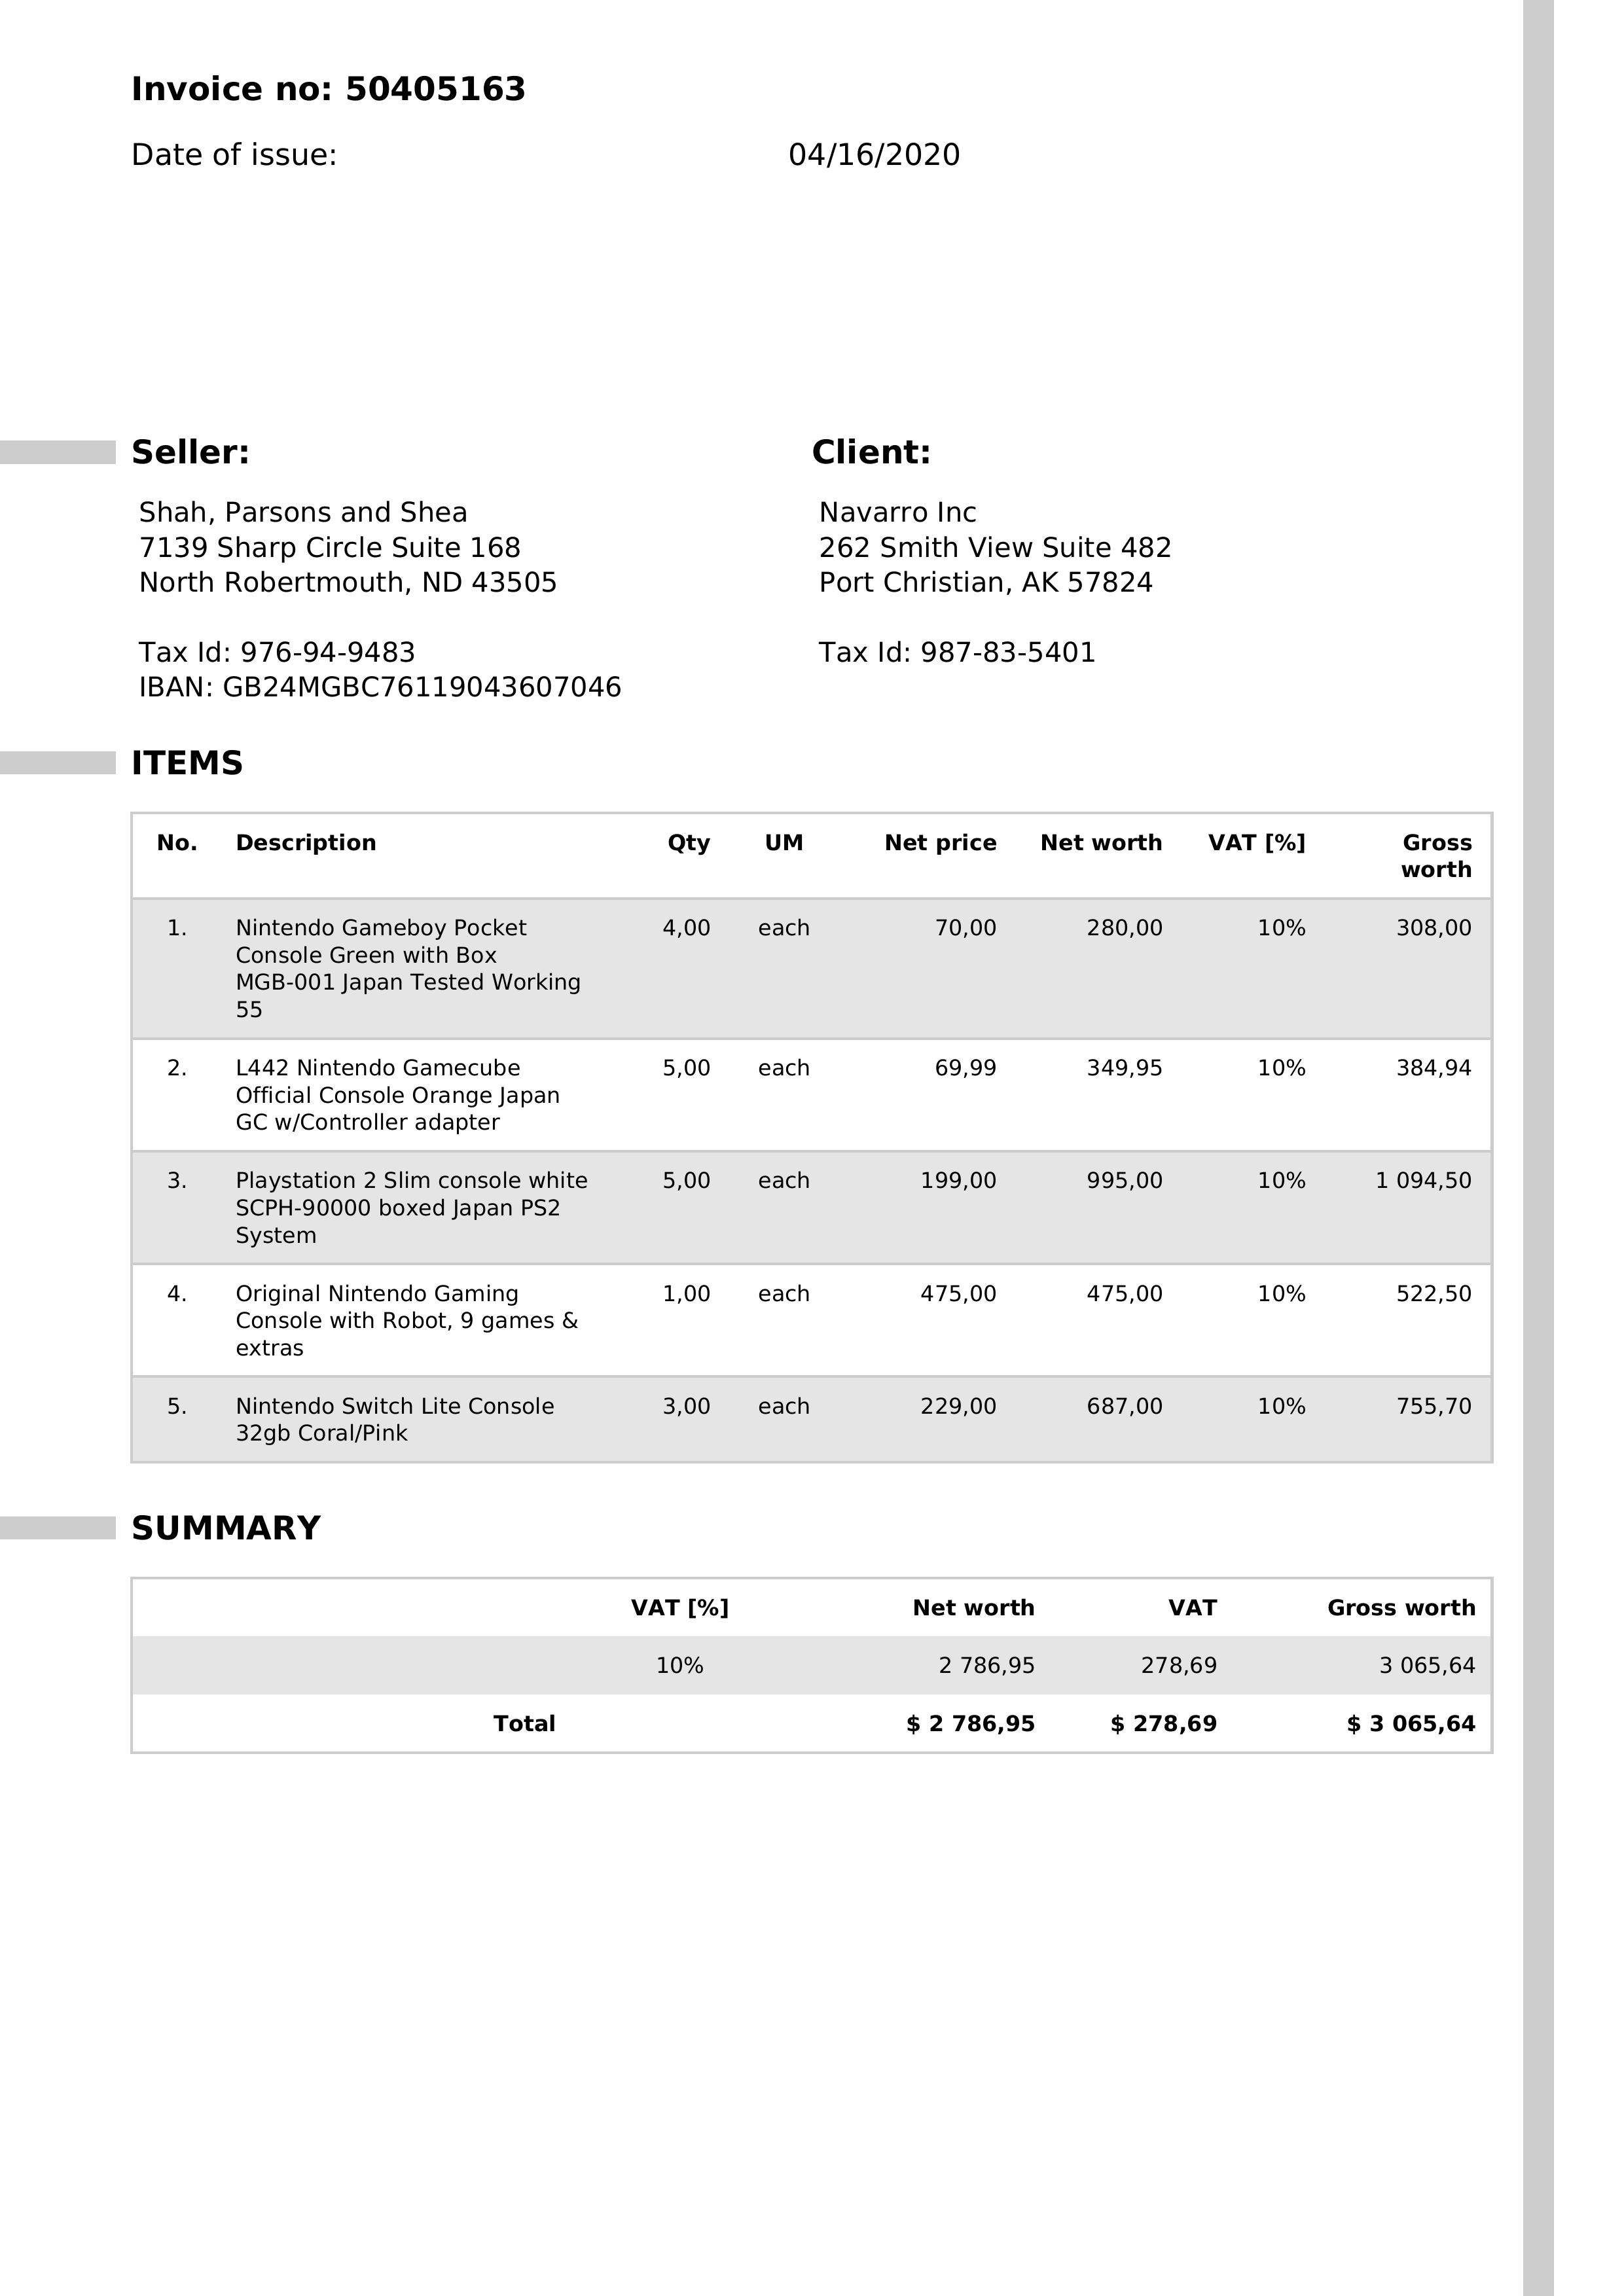 Invoice no: 50405163
Date of issue: 04/16/2020
Seller:
Shah, Parsons and Shea
7139 Sharp Circle Suite 168
North Robertmouth, ND 43505
Tax Id: 976-94-9483
IBAN: GB24MGBC76119043607046
Client:
Navarro Inc
262 Smith View Suite 482
Port Christian, AK 57824
Tax Id: 987-83-5401
ITEMS
No. Description Qty UM Net price Net worth VAT [%] Gross
worth
1. Nintendo Gameboy Pocket 4,00 each 70,00 280,00 10% 308,00
Console Green with Box
MGB-001 Japan Tested Working
55
2. L442 Nintendo Gamecube 5,00 each 69,99 349,95 10% 384,94
Official Console Orange Japan
GC w/Controller adapter
3. Playstation 2 Slim console white 5,00 each 199,00 995,00 10% 1 094,50
SCPH-90000 boxed Japan PS2
System
4. Original Nintendo Gaming 1,00 each 475,00 475,00 10% 522,50
Console with Robot, 9 games &
extras
5. Nintendo Switch Lite Console 3,00 each 229,00 687,00 10% 755,70
32gb Coral/Pink
SUMMARY
VAT [%] Net worth VAT Gross worth
10% 2 786,95 278,69 3 065,64
Total $ 2 786,95 $ 278,69 $ 3 065,64